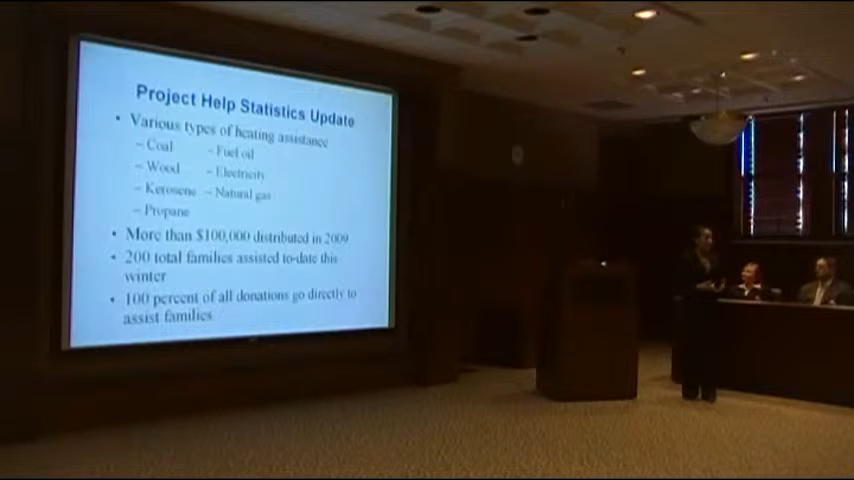 Project Help Statistics Update
• Various types of heating assistance
– Coal – Fuel oil
– Wood – Electricity
– Kerosene – Natural gas
– Propane
• More than $100,000 distributed in 2009
• 200 total families assisted to-date this
winter
• 100 percent of all donations go directly to
assist families